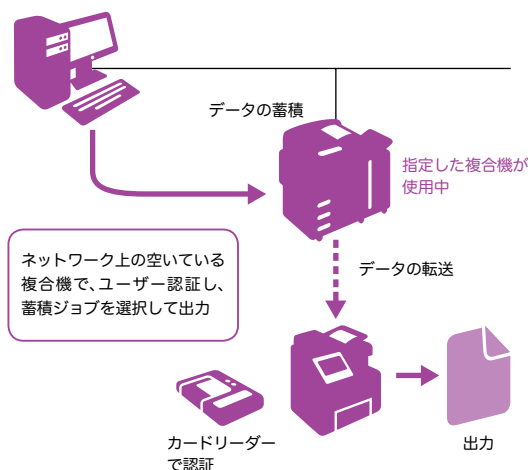 データの蓄積
指定した複合機が
使用中
ネットワーク上の空いている
複合機で、ユーザー認証し、
蓄積ジョブを選択して出力
データの転送
カードリーダー
で認証
出力